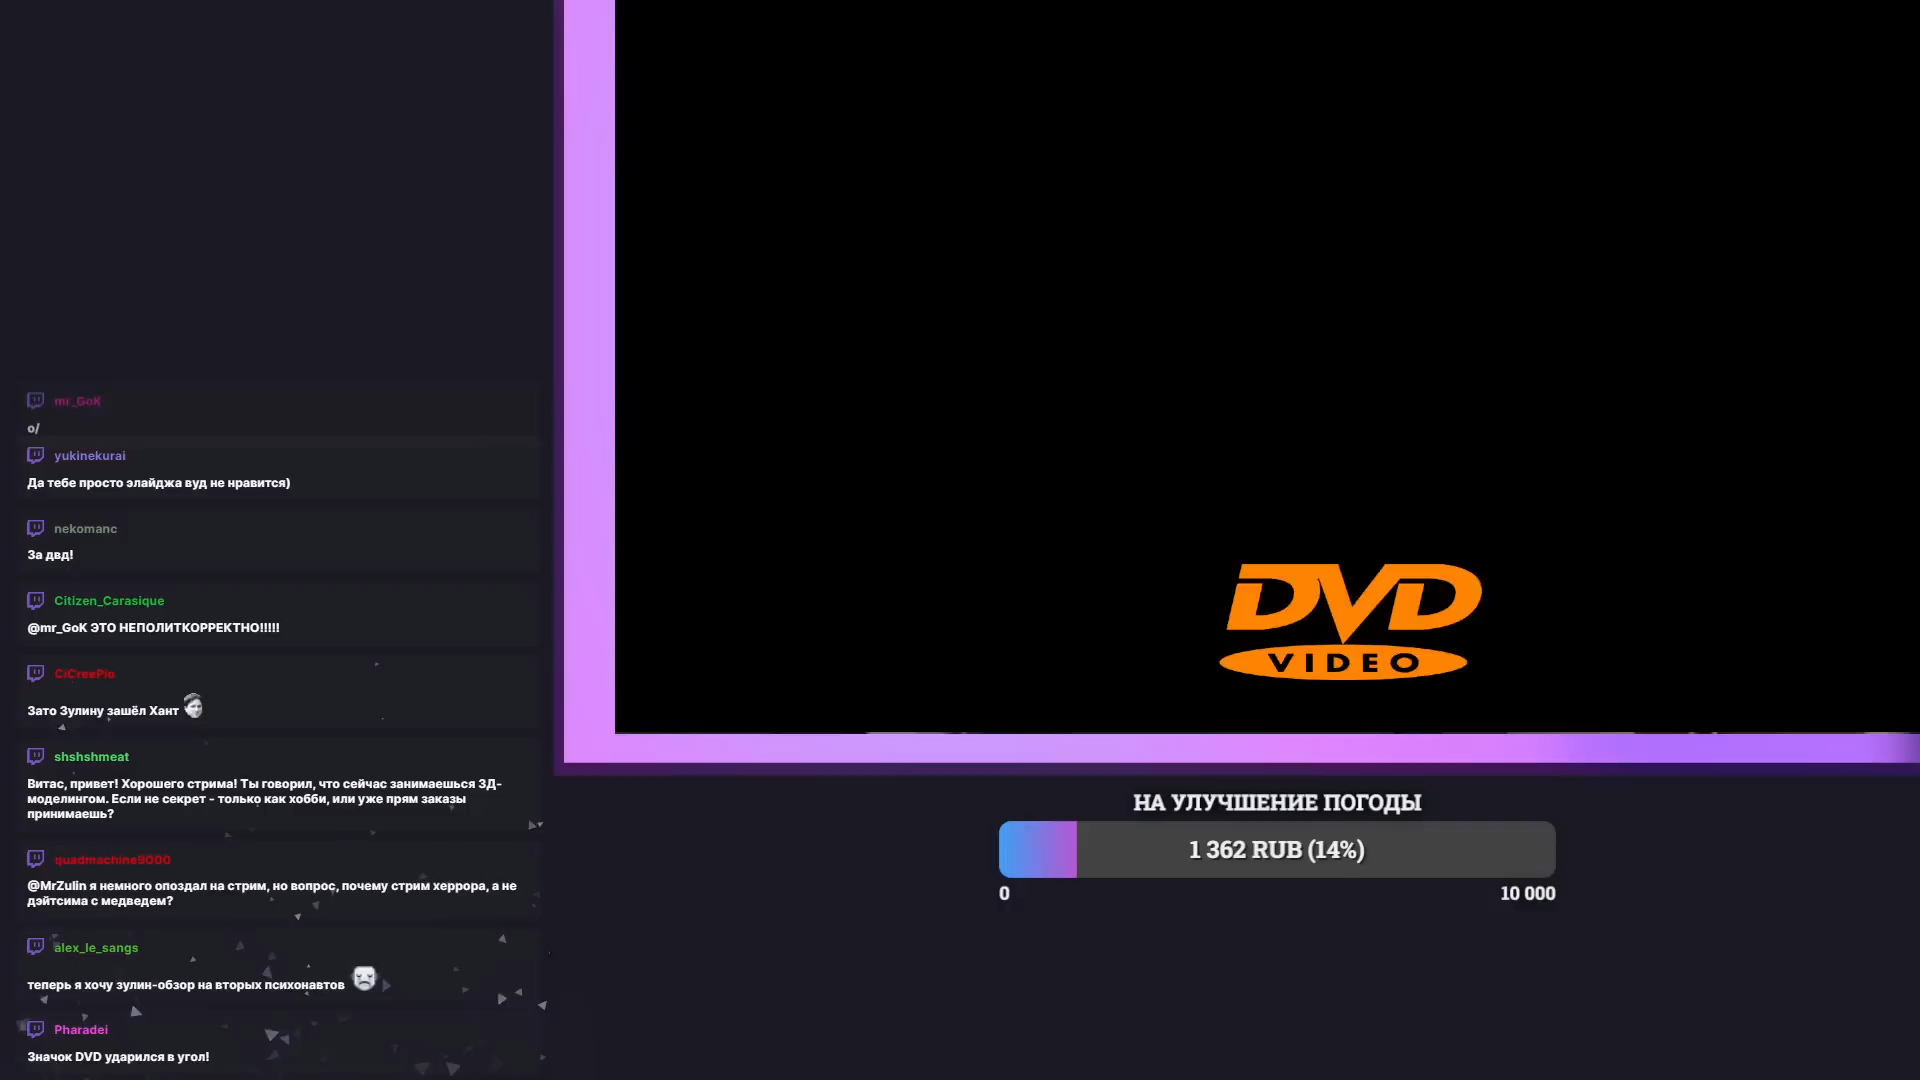 mr_GoK
o/
yukinekurai
Да тебе просто элайджа вуд не нравится)
nekomanc
За двд!
Citizen_Carasique
@mr_GoK ЭТО НЕПОЛИТКОРРЕКТНО!!!!!
CiCreePio
Зато Зулину зашёл Хант
shshshmeat
Витас, привет! Хорошего стрима! Ты говорил, что сейчас занимаешься 3Д-
моделингом. Если не секрет - только как хобби, или уже прям заказы
принимаешь?
quadmachine9000
@MrZulin я немного опоздал на стрим, но вопрос, почему стрим херрора, а не
дэйтсима с медведем?
alex_le_sangs
теперь я хочу зулин-обзор на вторых психонавтов
Pharadei
Значок DVD ударился в угол!
DVD
VIDEO
НА УЛУЧШЕНИЕ ПОГОДЫ
1 362 RUB (14%)
0
10 000